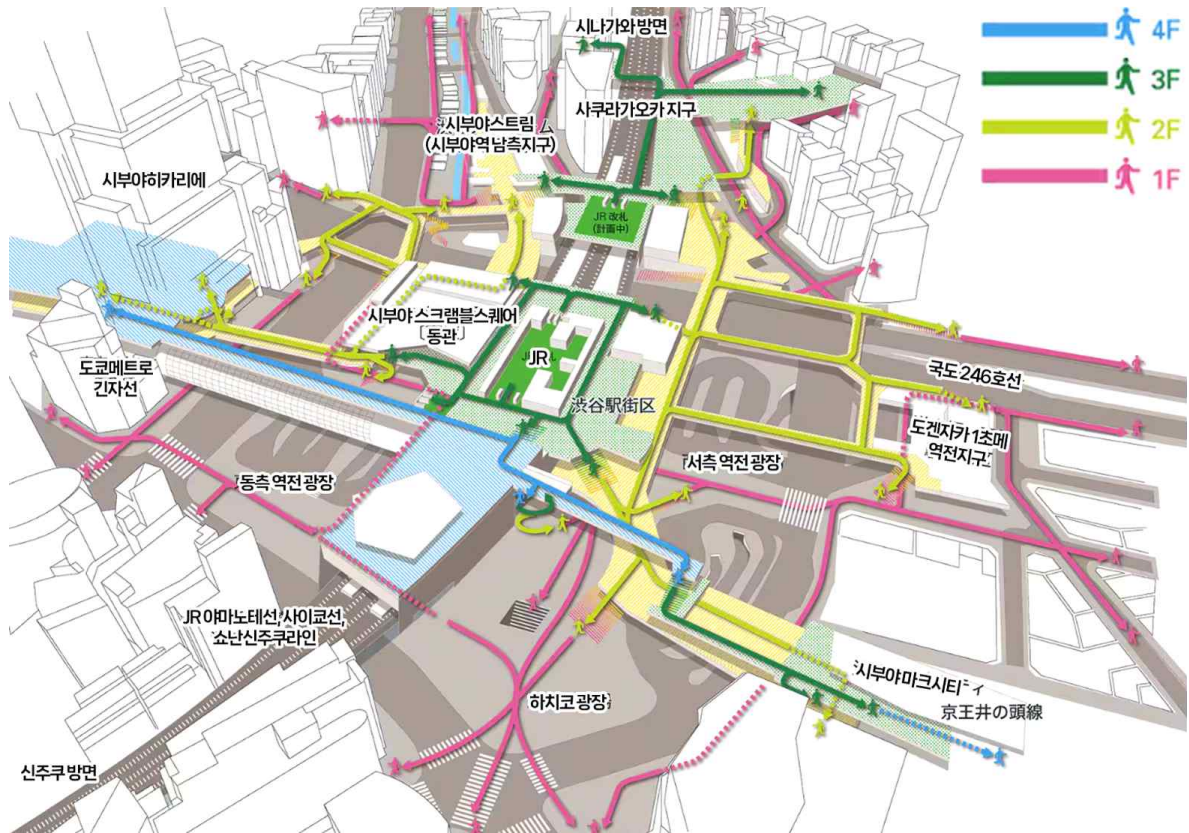 시나가와 방면
4F
3F
2F
1F
사쿠라가오카 지구
시부야스트림
(시부야역 남측지구)
시부야히카리에
JR 改札
(計画中)
시부야 스크램블스퀘어
동관
JR
도쿄메트로
긴자선
국도 246호선
渋谷駅街区
도겐자카 1초메
역전지구
서측 역전 광장
동측 역전 광장
JR 야마노테선, 사이쿄선,
쇼난신주쿠라인
하치코 광장
시부야마크시티
京王井の頭線
신주쿠 방면